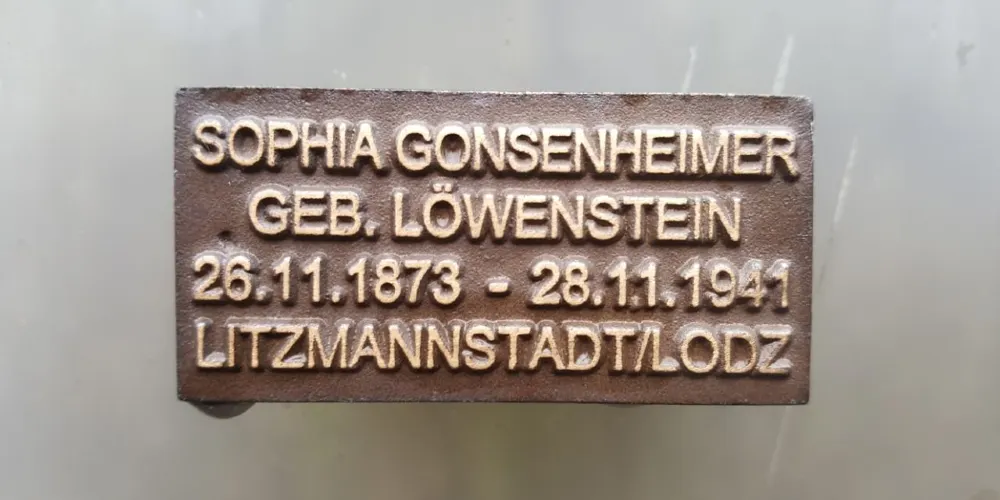 SOPHIA GONSENHEIMER
GEB. LÖWENSTEIN
26.11.1873 - 28.11.1941
LITZMANNSTADT/LODZ